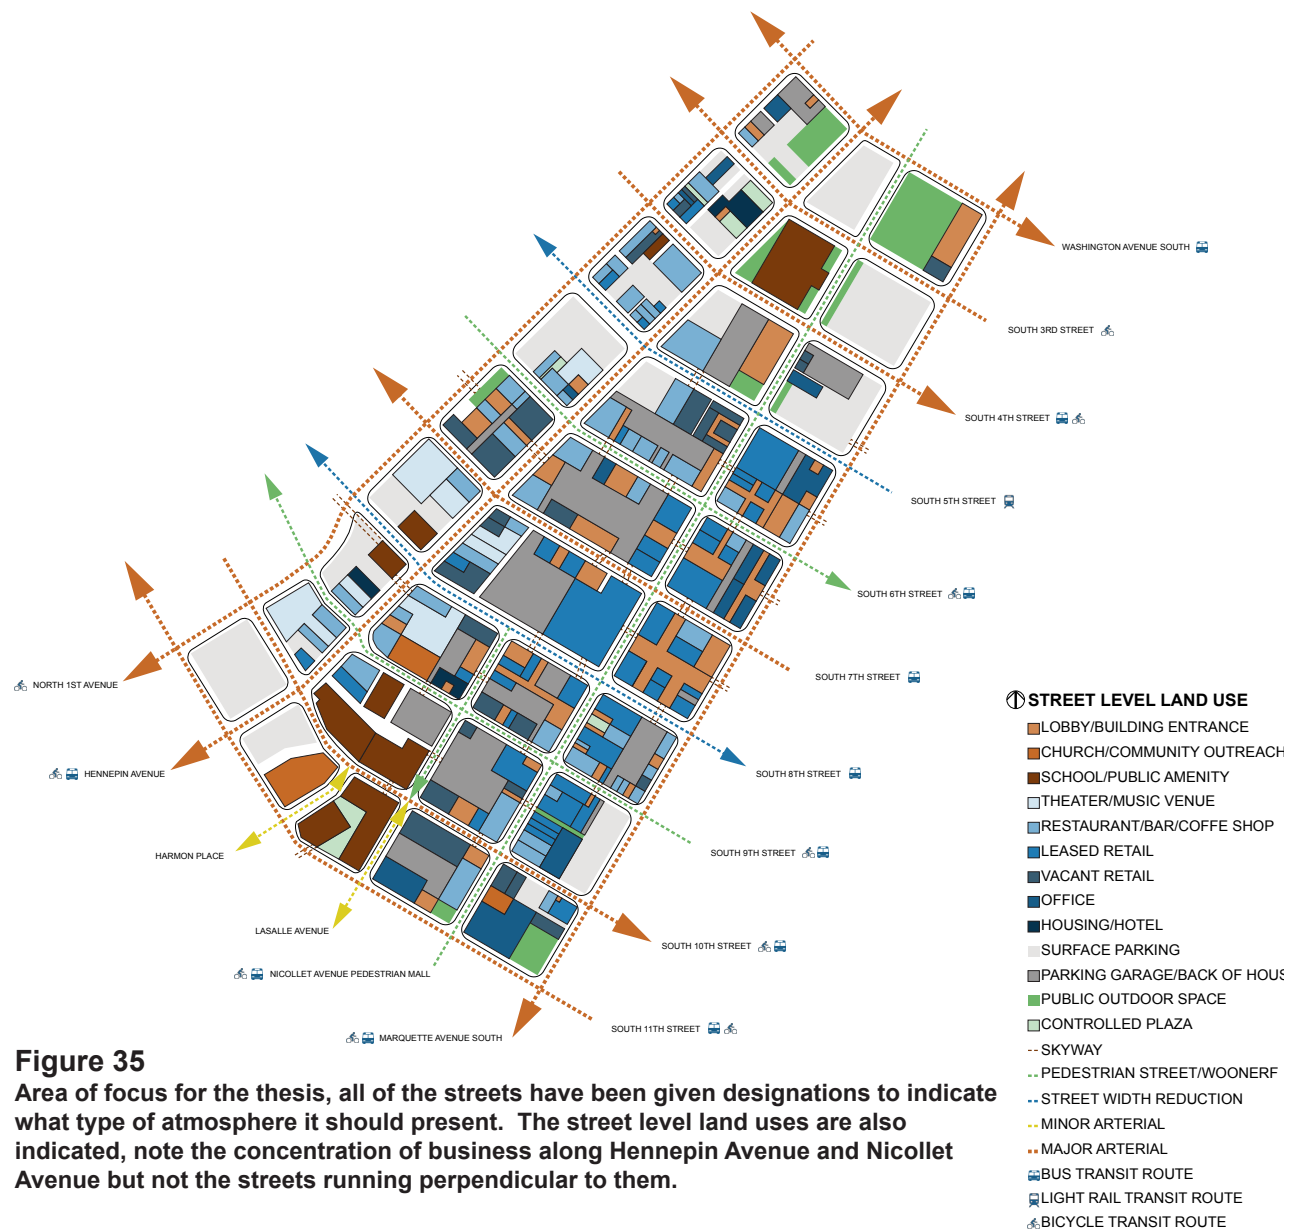 WASHINGTON AVENUE SOUTH
SOUTH 3RD STREET
SOUTH 4TH STREET
SOUTH 5TH STREET
SOUTH 6TH STREET
SOUTH 7TH STREET
NORTH 1ST AVENUE
STREET LEVEL LAND USE
LOBBY/BUILDING ENTRANCE
CHURCH/COMMUNITY OUTREACH
SCHOOL/PUBLIC AMENITY
HENNEPIN AVENUE
SOUTH 8TH STREET
THEATER/MUSIC VENUE
RESTAURANT/BAR/COFFE SHOP
HARMON PLACE
SOUTH 9TH STREET
LEASED RETAIL
VACANT RETAIL
OFFICE
LASALLE AVENUE
HOUSING/HOTEL
SOUTH 10TH STREET
SURFACE PARKING
NICOLLET AVENUE PEDESTRIAN MALL
PARKING GARAGE/BACK OF HOUS
PUBLIC OUTDOOR SPACE
SOUTH 11TH STREET
CONTROLLED PLAZA
MARQUETTE AVENUE SOUTH
SKYWAY
PEDESTRIAN STREET/WOONERF
STREET WIDTH REDUCTION
MINOR ARTERIAL
MAJOR ARTERIAL
BUS TRANSIT ROUTE
LIGHT RAIL TRANSIT ROUTE
BICYCLE TRANSIT ROUTE
Figure 35
Area of focus for the thesis, all of the streets have been given designations to indicate
what type of atmosphere it should present.  The street level land uses are also
indicated, note the concentration of business along Hennepin Avenue and Nicollet
Avenue but not the streets running perpendicular to them.